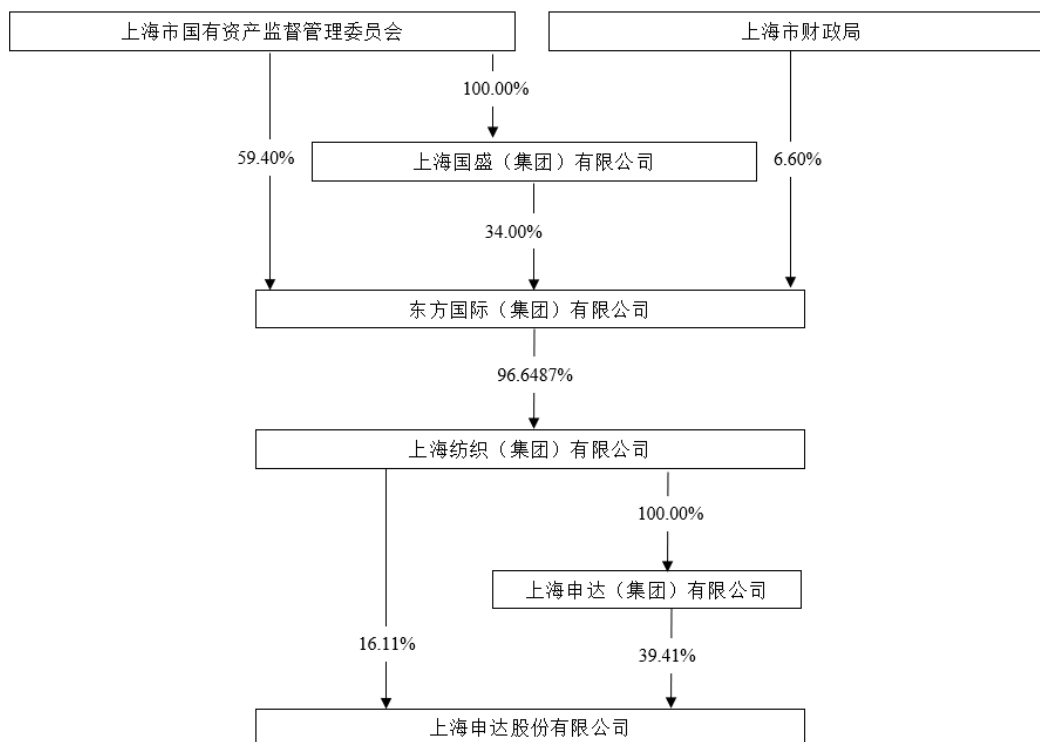 上海市国有资产监督管理委员会
上海市财政局
100.00%
59.40%
上海国盛（集团）有限公司
6.60%
34.00%
东方国际（集团）有限公司
96.6487%
上海纺织（集团）有限公司
100.00%
上海申达（集团）有限公司
16.11%
39.41%
上海申达股份有限公司